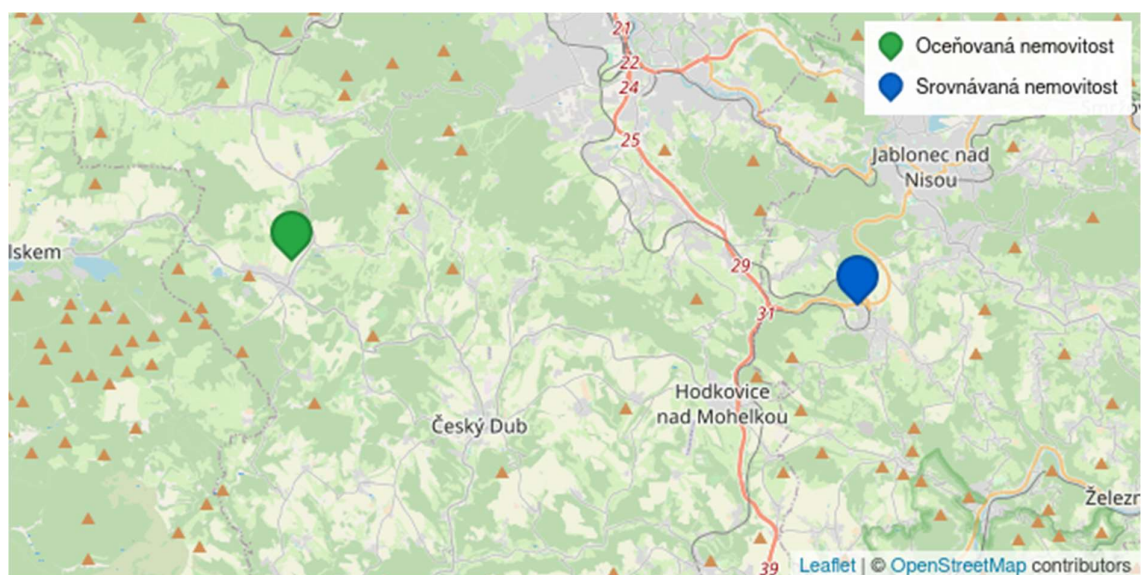 21
22
24
25
Oceňovaná nemovitost
Srovnávaná nemovitost
Jablonec nad
Nisou
lskem
29
31
Hodkovice
nad Mohelkou
Český Dub
Železn
39
Leaflet | © OpenStreetMap contributors